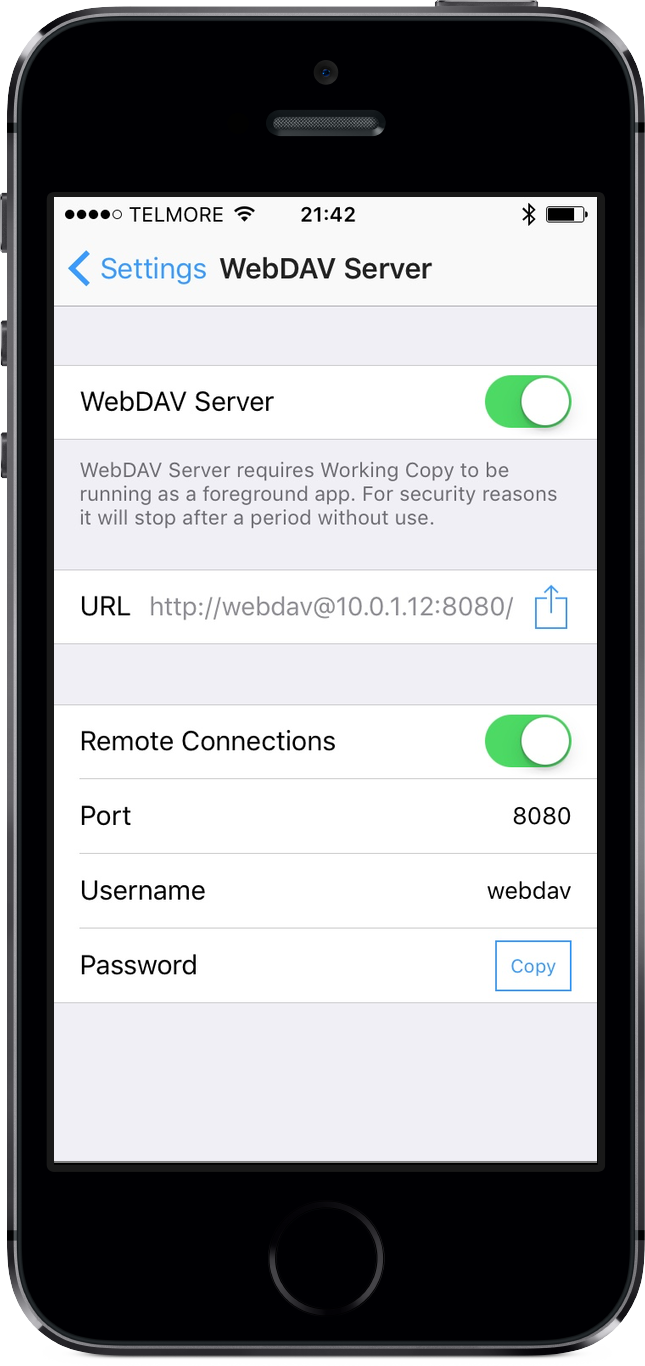 TELMORE 21:42
Settings WebDAV Server
WebDAV Server
WebDAV Server requires Working Copy to be
running as a foreground app. For security reasons
it will stop after a period without use.
URL http://webdav@10.0.1.12:8080/
Remote Connections
Port 8080
Username webdav
Password Copy